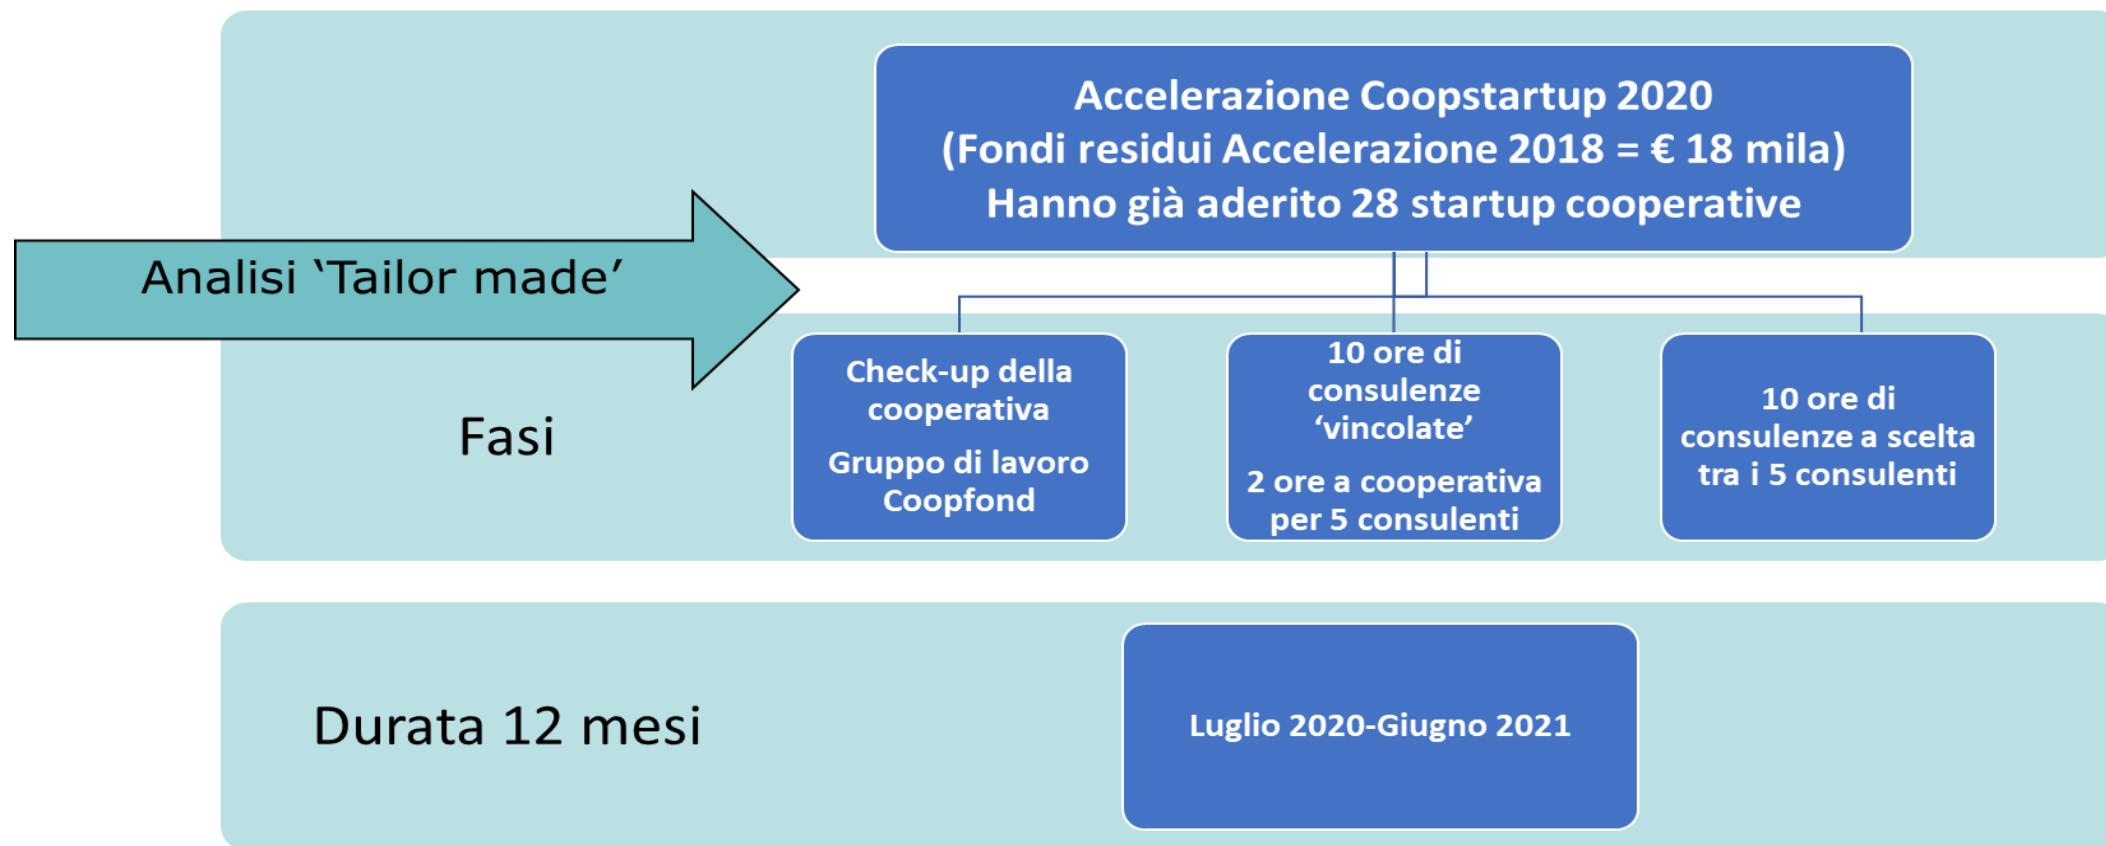 Accelerazione Coopstartup 2020
(Fondi residui Accelerazione 2018 = € 18 mila)
Hanno già aderito 28 startup cooperative
Analisi ‘Tailor made’
Fasi
Check-up della
cooperativa
Gruppo di lavoro
Coopfond
10 ore di
consulenze
‘vincolate’
2 ore a cooperativa
per 5 consulenti
10 ore di
consulenze a scelta
tra i 5 consulenti
Durata 12 mesi
Luglio 2020-Giugno 2021